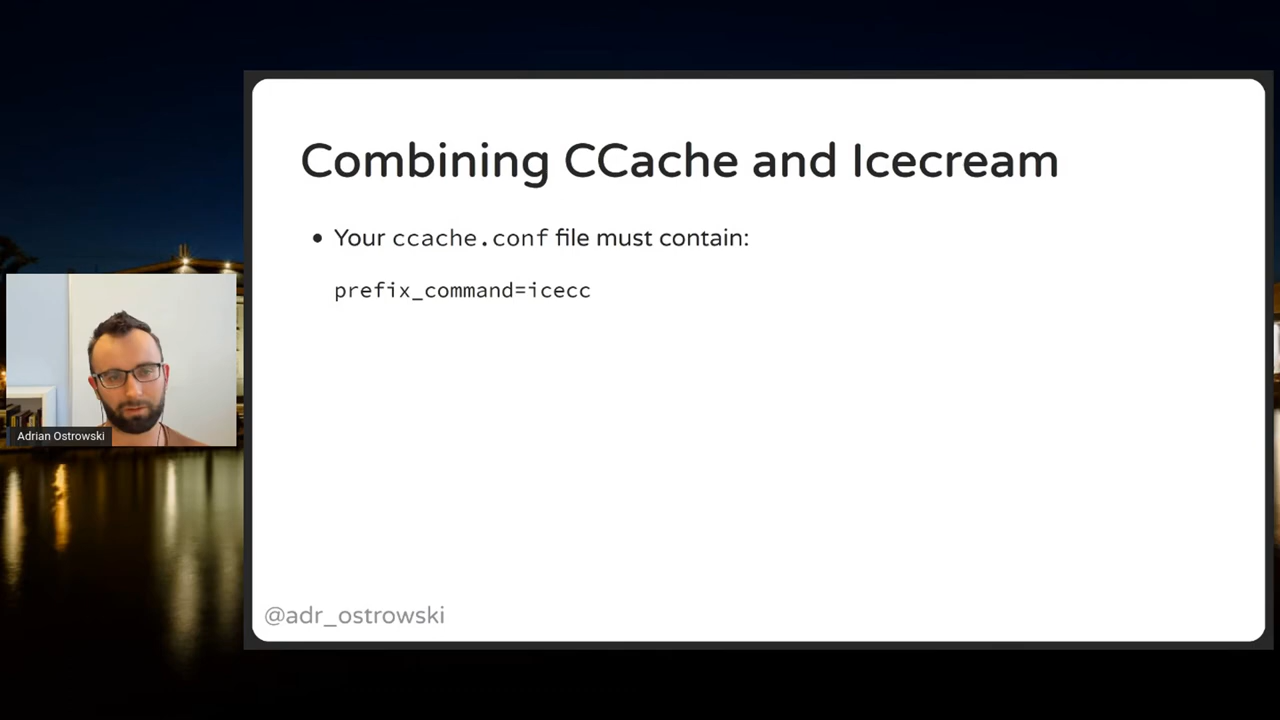 Combining CCache and Icecream
• Your ccache.conf file must contain:
prefix_command=icecc
Adrian Ostrowski
@adr_ostrowski